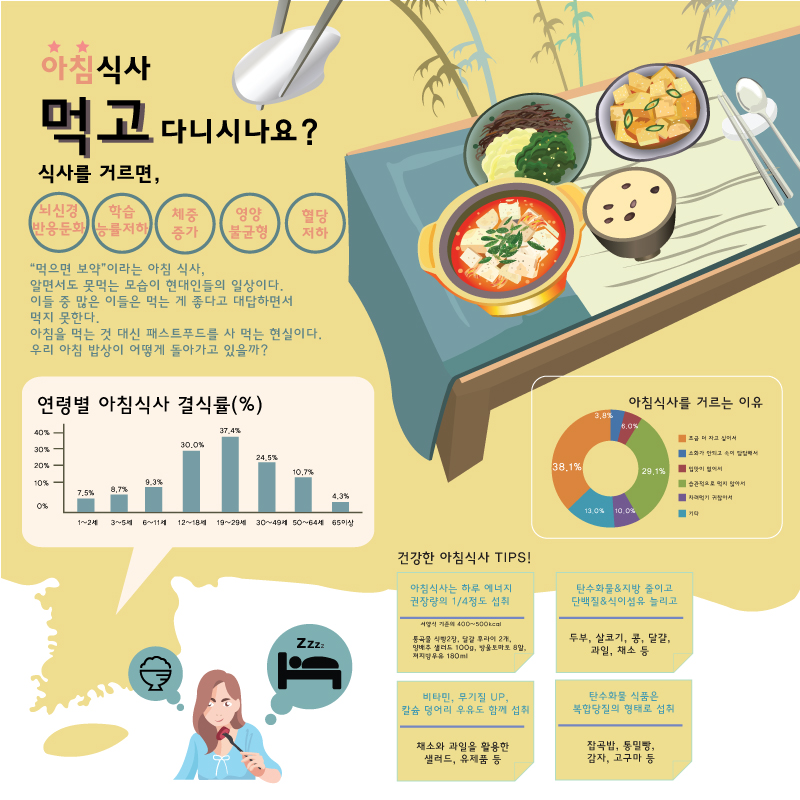 아침식사
먹고 다니시나요?
식사를 거르면,
뇌신경
반응둔화
학습
능률저하
체중
증가
영양
불균형
혈당
저하
“먹으면 보약”이라는 아침 식사,
알면서도 못먹는 모습이 현대인들의 일상이다.
이들 중 많은 이들은 먹는 게 좋다고 대답하면서
먹지 못한다.
아침을 먹는 것 대신 패스트푸드를 사 먹는 현실이다.
우리 아침 밥상이 어떻게 돌아가고 있을까?
연령별 아침식사 결식률(%)
40%
30%
20%
10%
0%
7.5%
8.7%
9.3%
30.0%
37.4%
24.5%
10.7%
4.3%
1~2세
3~5세
6~11세
12~18세
19~29세
30~49세
50~64세
65이상
아침식사를 거르는 이유
3.8%
6.0%
38.1%
29.1%
13.0%
10.0%
조금 더 자고 싶어서
소화가 안되고 속이 답답해서
입맛이 없어서
습관적으로 먹지 않아서
차려먹기 귀찮아서
기타
건강한 아침식사 TIPS!
아침식사는 하루 에너지
권장량의 1/4정도 섭취
서양식 기준의 400~500kcal
통곡물 식빵2장, 달걀 후라이 2개,
양배추 샐러드 100g, 방울토마토 8알,
저지방우유 180ml
탄수화물&지방 줄이고
단백질&식이섬유 늘리고
두부, 살코기, 콩, 달걀,
과일, 채소 등
비타민, 무기질 UP,
칼슘 덩어리 우유도 함께 섭취
채소와 과일을 활용한
샐러드, 유제품 등
탄수화물 식품은
복합당질의 형태로 섭취
잡곡밥, 통밀빵,
감자, 고구마 등
Zzzz